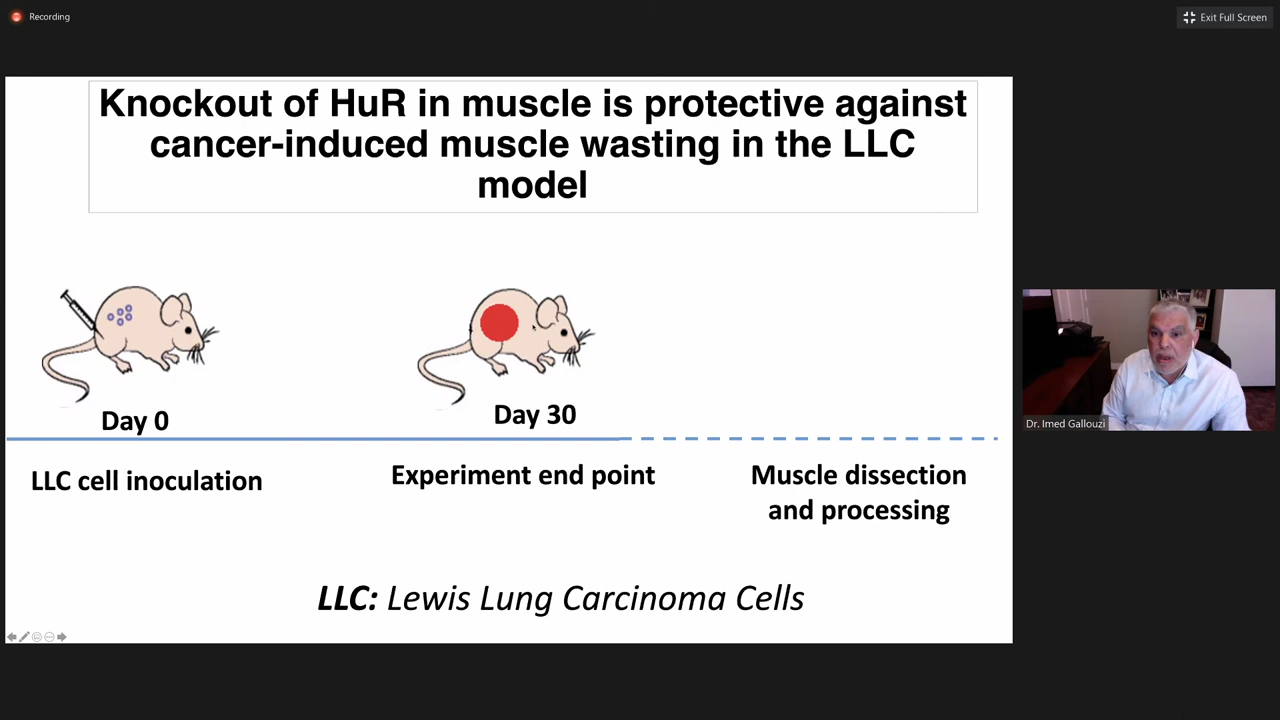 Recording
Exit Full Screen
Knockout of HuR in muscle is protective against
cancer-induced muscle wasting in the LLC
model
Day 0
Day 30
LLC cell inoculation
Experiment end point
Muscle dissection
and processing
LLC: Lewis Lung Carcinoma Cells
Dr. Imed Gallouzi